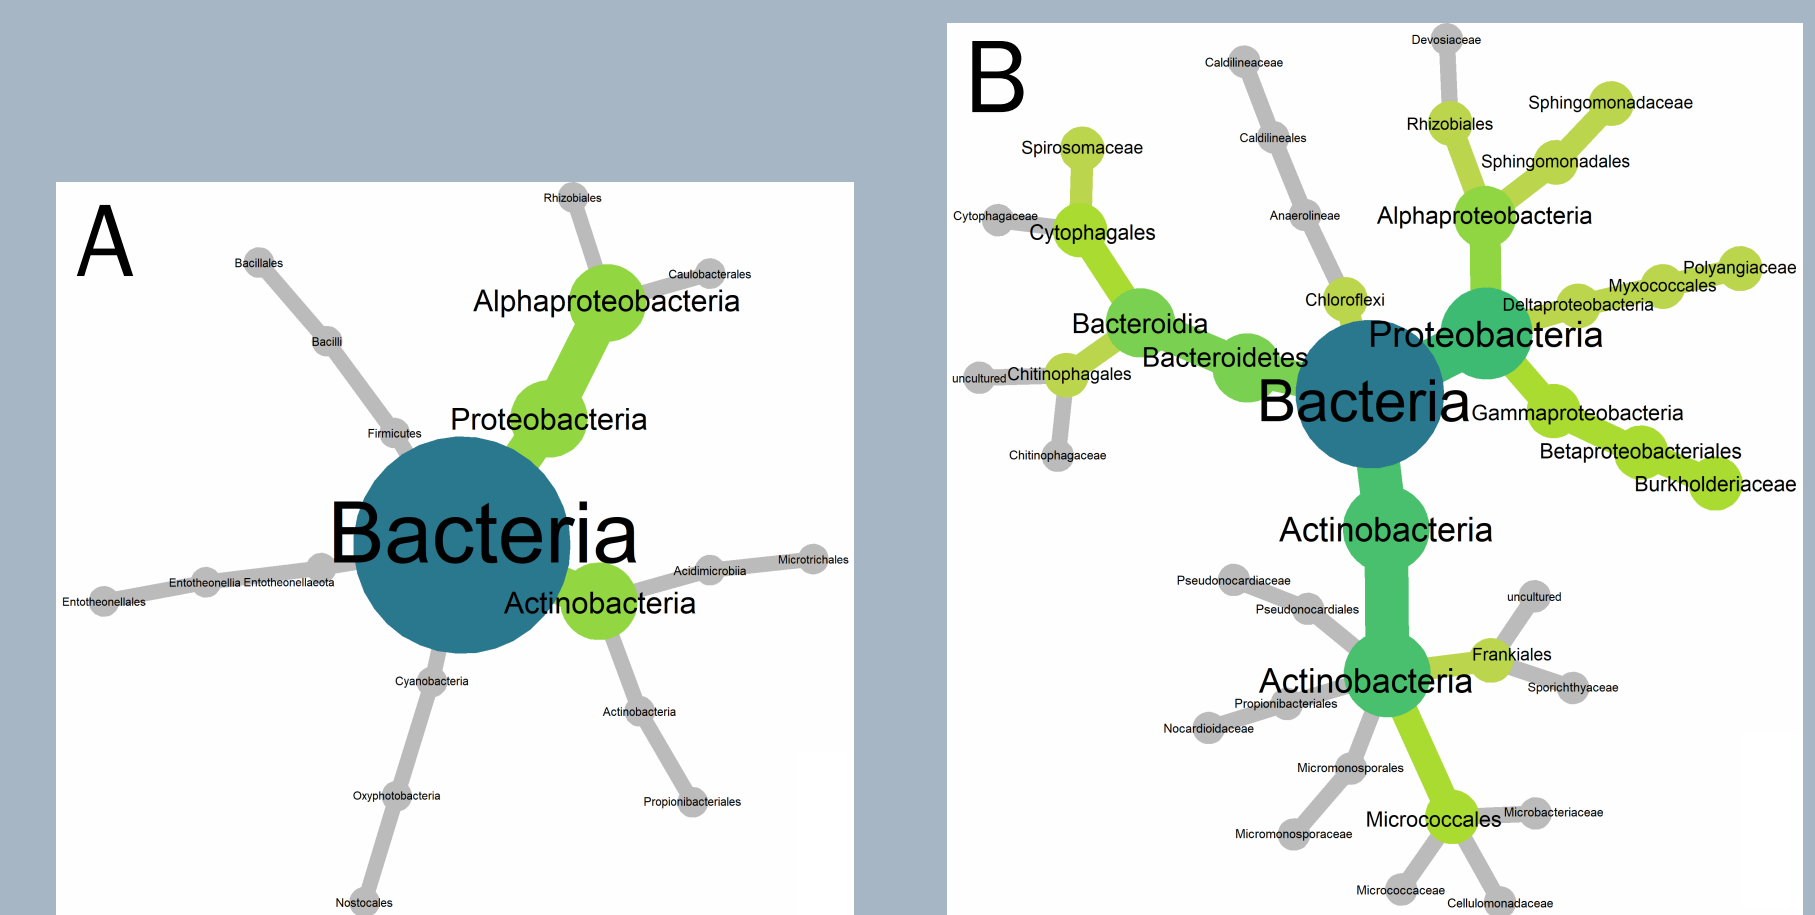 A
Rhizobiales
Bacillales
Caulobacterales
Alphaproteobacteria
Bacilli
Proteobacteria
Firmicutes
Bacteria
Microtrichales
Acidimicrobiia
Entotheonellia Entotheonellaeota
Entotheonellales
Actinobacteria
Cyanobacteria
Actinobacteria
Oxyphotobacteria
Propionibacteriales
Nostocales
B
Devosiaceae
Caldilineaceae
Sphingomonadaceae
Rhizobiales
Caldilineales
Spirosomaceae
Sphingomonadales
Cytophagaceae
Anaerolineae
Alphaproteobacteria
Cytophagales
Polyangiaceae
Myxococcales
Chloroflexi
Deltaproteobacteria
Bacteroidia
Proteobacteria
Bacteroidetes
uncultured
Chitinophagales
Bacteria
Gammaproteobacteria
Chitinophagaceae
Betaproteobacteriales
Burkholderiaceae
Actinobacteria
Pseudonocardiaceae
uncultured
Pseudonocardiales
Frankiales
Actinobacteria
Sporichthyaceae
Propionibacteriales
Nocardioidaceae
Micromonosporales
Microbacteriaceae
Micrococcales
Micromonosporaceae
Micrococcaceae
Cellulomonadaceae